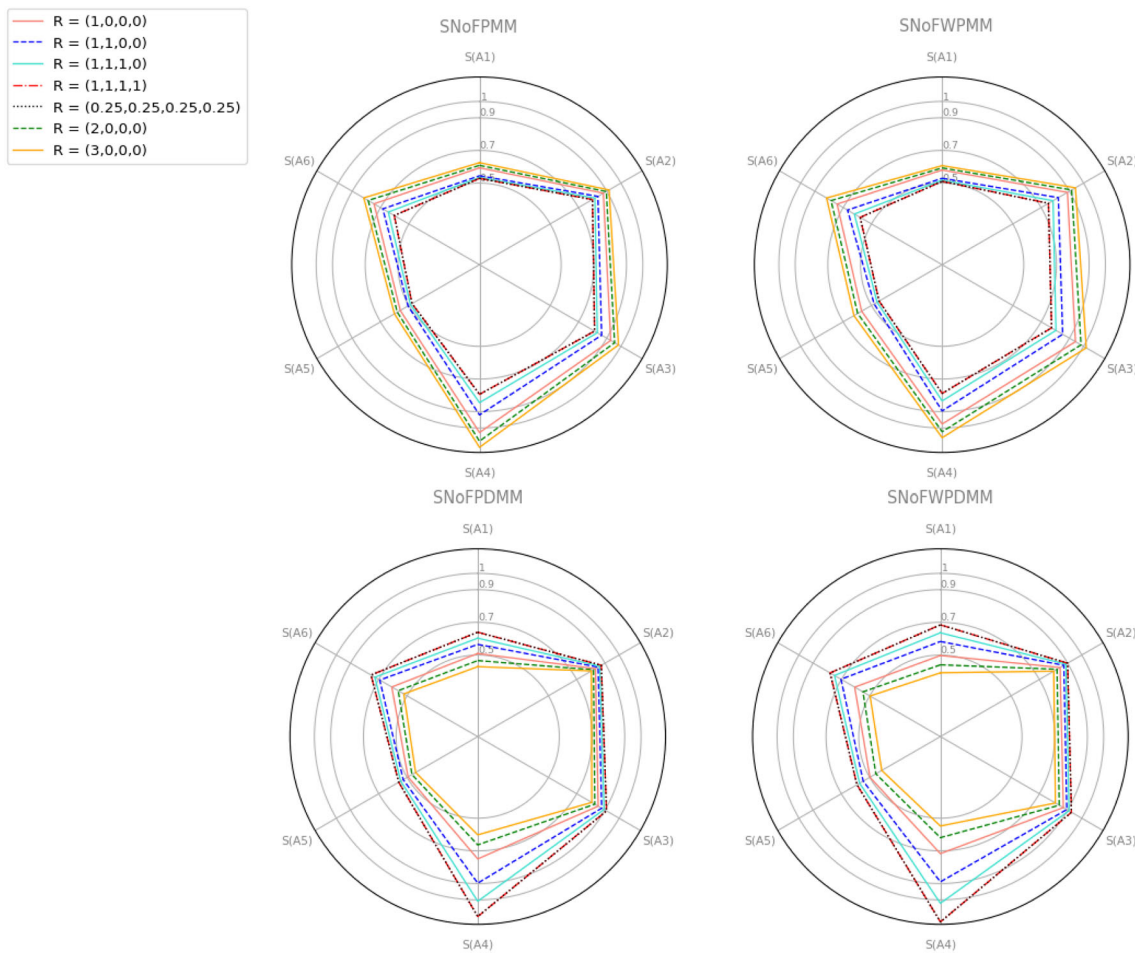 R = (1,0,0,0)
R = (1,1,0,0)
R = (1,1,1,0)
R = (1,1,1,1)
R = (0.25,0.25,0.25,0.25)
R = (2,0,0,0)
R = (3,0,0,0)
SNoFPMM
S(A1)
1
0.9
0.7
0.5
S(A2)
S(A3)
S(A4)
S(A5)
S(A6)
SNoFWPMM
S(A1)
1
0.9
0.7
0.5
S(A2)
S(A3)
S(A4)
S(A5)
S(A6)
SNoFPDMM
S(A1)
1
0.9
0.7
0.5
S(A2)
S(A3)
S(A4)
S(A5)
S(A6)
SNoFWPDMM
S(A1)
1
0.9
0.7
0.5
S(A2)
S(A3)
S(A4)
S(A5)
S(A6)